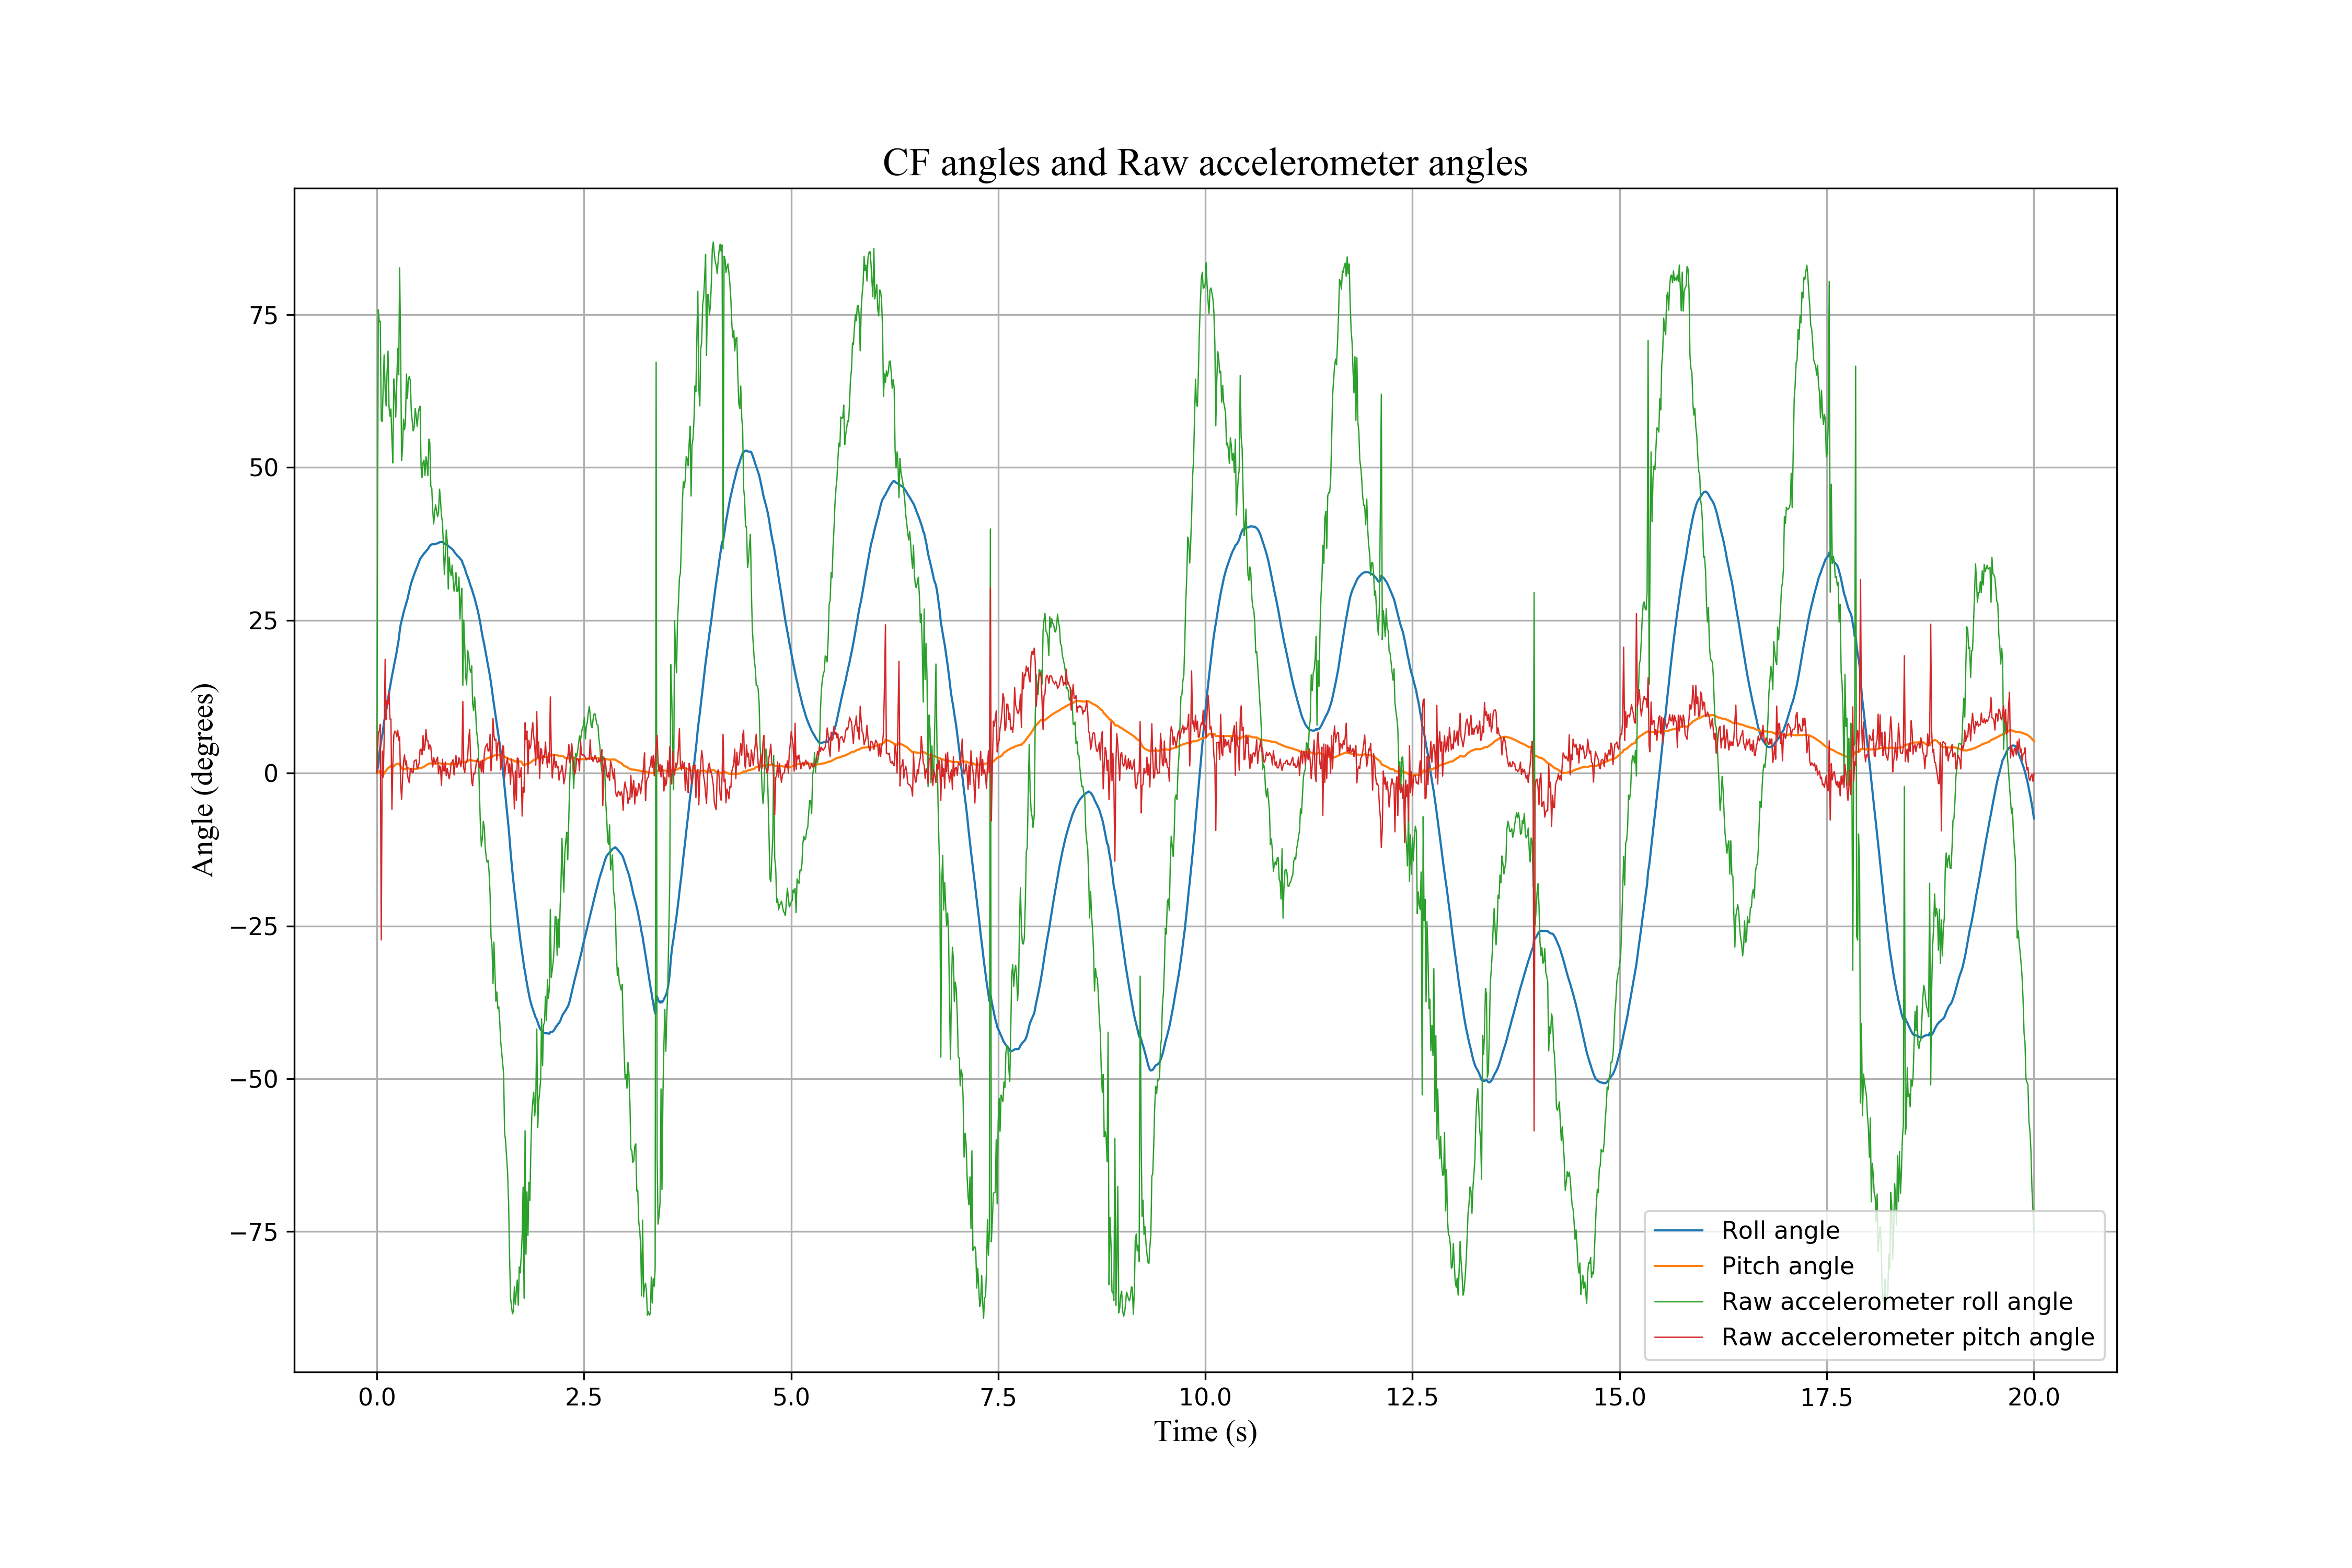 CF angles and Raw accelerometer angles
Angle (degrees)
75
50
25
0
−25
−50
−75
0.0 2.5 5.0 7.5 10.0 12.5 15.0 17.5 20.0
Time (s)
Roll angle
Pitch angle
Raw accelerometer roll angle
Raw accelerometer pitch angle